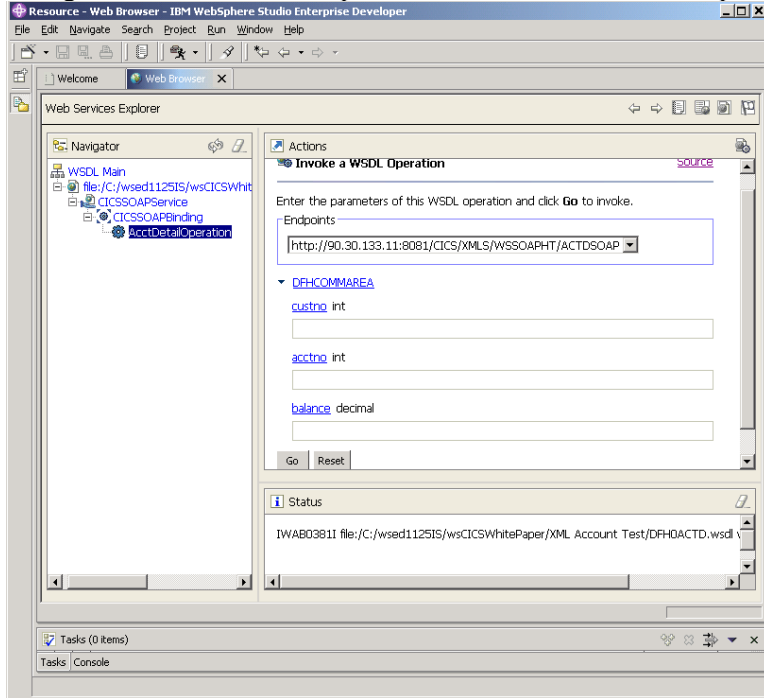 Resource - Web Browser - IBM WebSphere Studio Enterprise Developer
File Edit Navigate Search Project Run Window Help
Welcome Web Browser
Web Services Explorer
Navigator
WSDL Main
file:/C:/wsed1125IS/wsCICSWhit
CICSSOAPService
CICSSOAPBinding
AcctDetailOperation
Actions
Invoke a WSDL Operation Source
Enter the parameters of this WSDL operation and click Go to invoke.
Endpoints
http://90.30.133.11:8081/CICS/XMLS/WSSOAPHT/ACTDSOAP
DFHCOMMAREA
custno int
acctno int
balance decimal
Go Reset
Status
IWAB0381I file:/C:/wsed1125IS/wsCICSWhitePaper/XML Account Test/DFH0ACTD.wsdl
Tasks (0 items)
Tasks Console